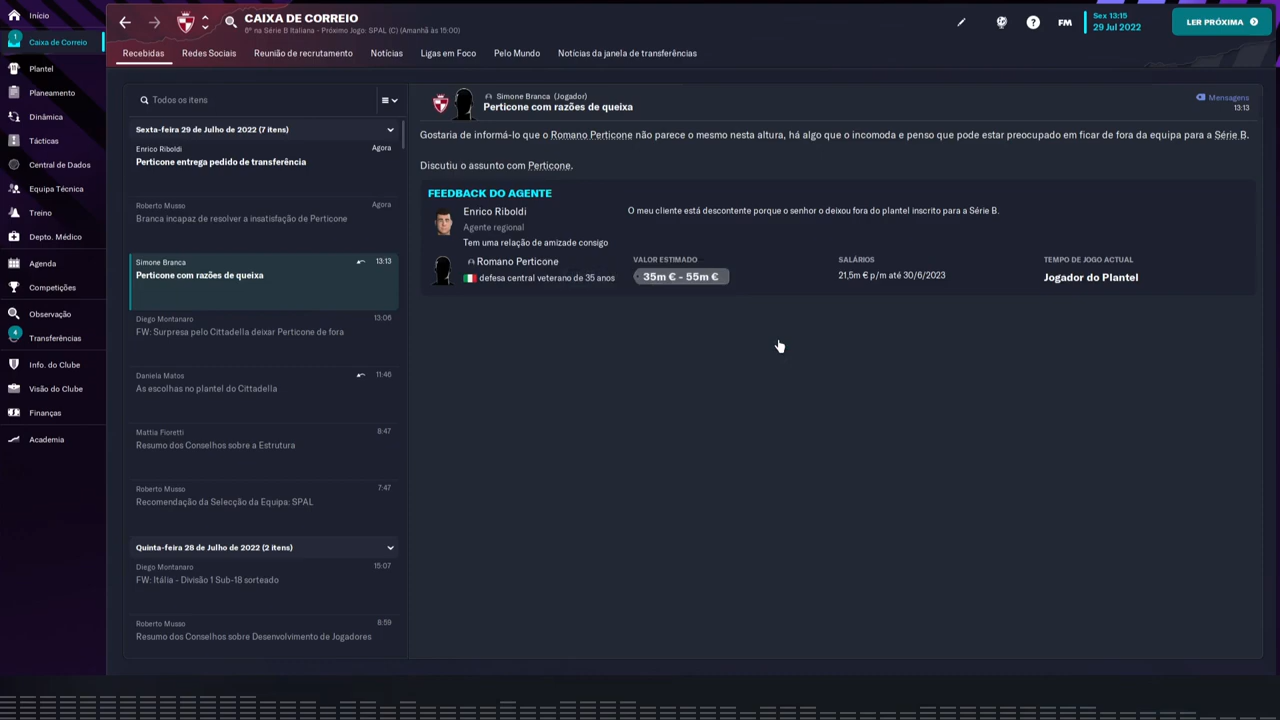 Início
CAIXA DE CORREIO
6º na Série B Italiana - Próximo Jogo: SPAL (C) (Amanhã às 15:00)
FM
Sex 13:15
29 Jul 2022
LER PRÓXIMA
1
Caixa de Correio
Recebidas
Redes Sociais
Reunião de recrutamento
Notícias
Ligas em Foco
Pelo Mundo
Notícias da janela de transferências
Plantel
Planeamento
Dinâmica
Tácticas
Central de Dados
Equipa Técnica
Treino
Depto. Médico
Agenda
Competições
Observação
4
Transferências
Info. do Clube
Visão do Clube
Finanças
Academia
Todos os itens
Sexta-feira 29 de Julho de 2022 (7 itens)
Enrico Riboldi
Agora
Perticone entrega pedido de transferência
Roberto Musso
Agora
Branca incapaz de resolver a insatisfação de Perticone
Simone Branca
13:13
Perticone com razões de queixa
Diego Montanaro
13:06
FW: Surpresa pelo Cittadella deixar Perticone de fora
Daniela Matos
11:46
As escolhas no plantel do Cittadella
Mattia Fioretti
8:47
Resumo dos Conselhos sobre a Estrutura
Roberto Musso
7:47
Recomendação da Selecção da Equipa: SPAL
Quinta-feira 28 de Julho de 2022 (2 itens)
Diego Montanaro
15:07
FW: Itália - Divisão 1 Sub-18 sorteado
Roberto Musso
8:59
Resumo dos Conselhos sobre Desenvolvimento de Jogadores
Simone Branca (Jogador)
Perticone com razões de queixa
Mensagens
13:13
Gostaria de informá-lo que o Romano Perticone não parece o mesmo nesta altura, há algo que o incomoda e penso que pode estar preocupado em ficar de fora da equipa para a Série B.
Discutiu o assunto com Perticone.
FEEDBACK DO AGENTE
Enrico Riboldi
Agente regional
Tem uma relação de amizade consigo
O meu cliente está descontente porque o senhor o deixou fora do plantel inscrito para a Série B.
Romano Perticone
defesa central veterano de 35 anos
VALOR ESTIMADO
35m € - 55m €
SALÁRIOS
21,5m € p/m até 30/6/2023
TEMPO DE JOGO ACTUAL
Jogador do Plantel